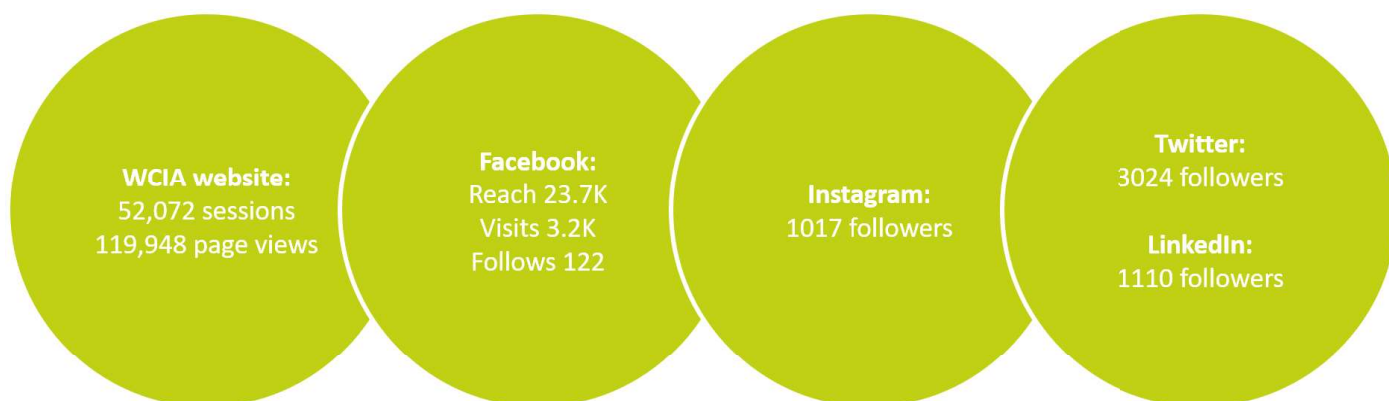 WCIA website:
52,072 sessions
119,948 page views
Facebook:
Reach 23.7K
Visits 3.2K
Follows 122
Instagram:
1017 followers
Twitter:
3024 followers
LinkedIn:
1110 followers